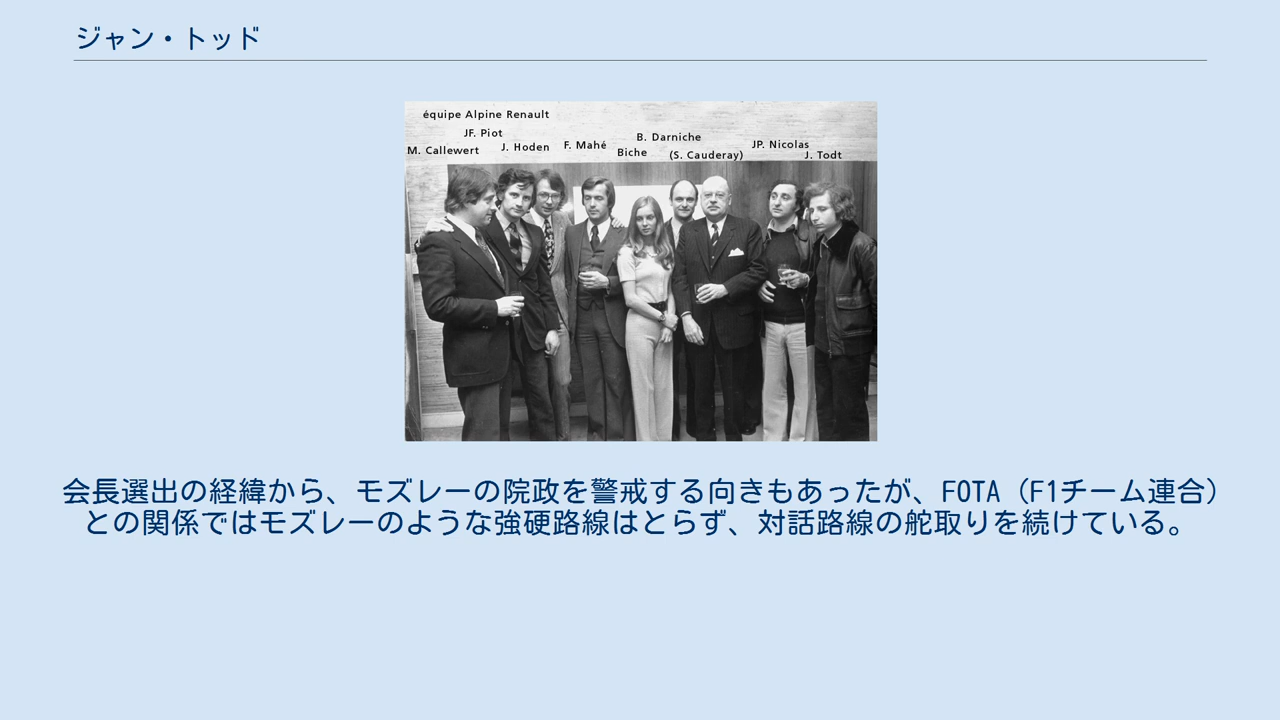 ジャン・トッド
équipe Alpine Renault
JF. Piot
M. Callewert
J. Hoden
F. Mahé
B. Darniche
Biche
(S. Cauderay)
JP. Nicolas
J. Todt
会長選出の経緯から、モズレーの院政を警戒する向きもあったが、FOTA（F1チーム連合）
との関係ではモズレーのような強硬路線はとらず、対話路線の舵取りを続けている。